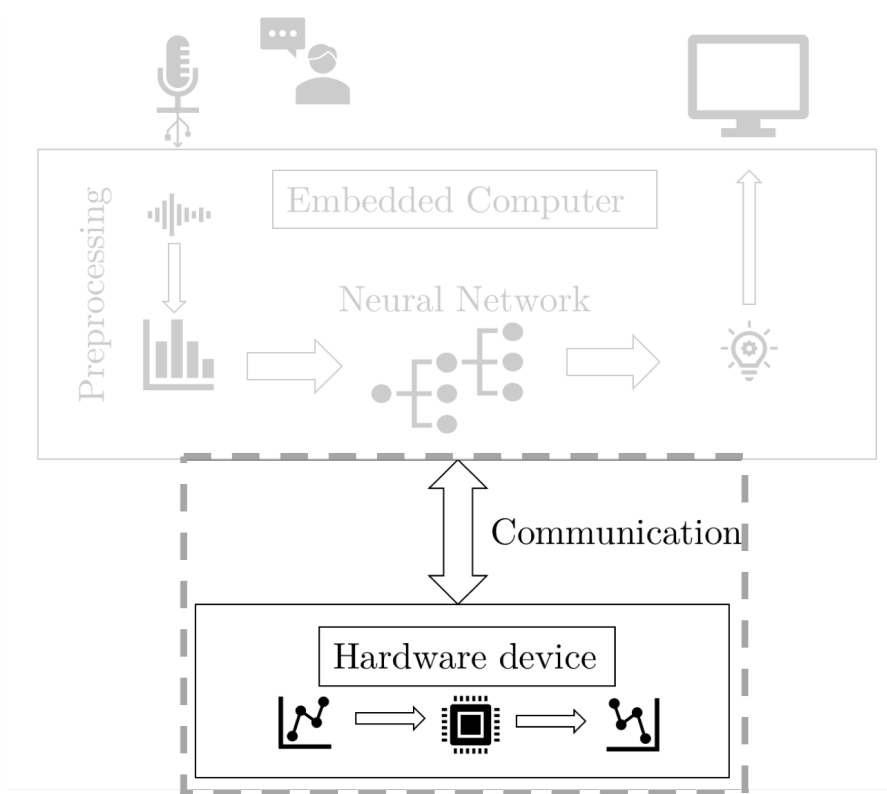 Embedded Computer
Preprocessing
Neural Network
Communication
Hardware device